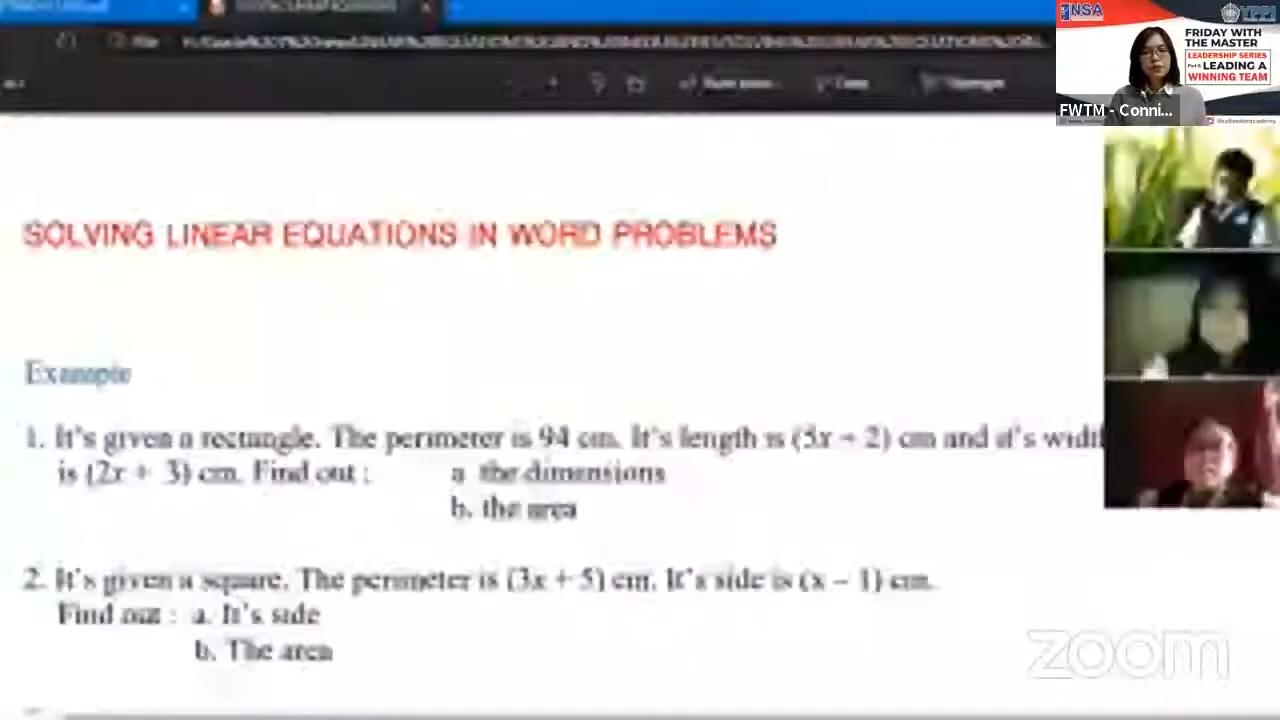 NSA
YPPI
FRIDAY WITH
THE MASTER
LEADERSHIP SERIES
LEADING A
WINNING TEAM
FWTM - Conni...
SOLVING LINEAR EQUATIONS IN WORD PROBLEMS
Example
1. It's given a rectangle. The perimeter is 94 cm. It's length is (5x – 2) cm and it's widt
is (2x + 3) cm. Find out : a the dimensions
b. the area
2. It's given a square. The perimeter is (3x + 5) cm. It's side is (x – 1) cm.
Find out : a. It's side
b. The area
zoom